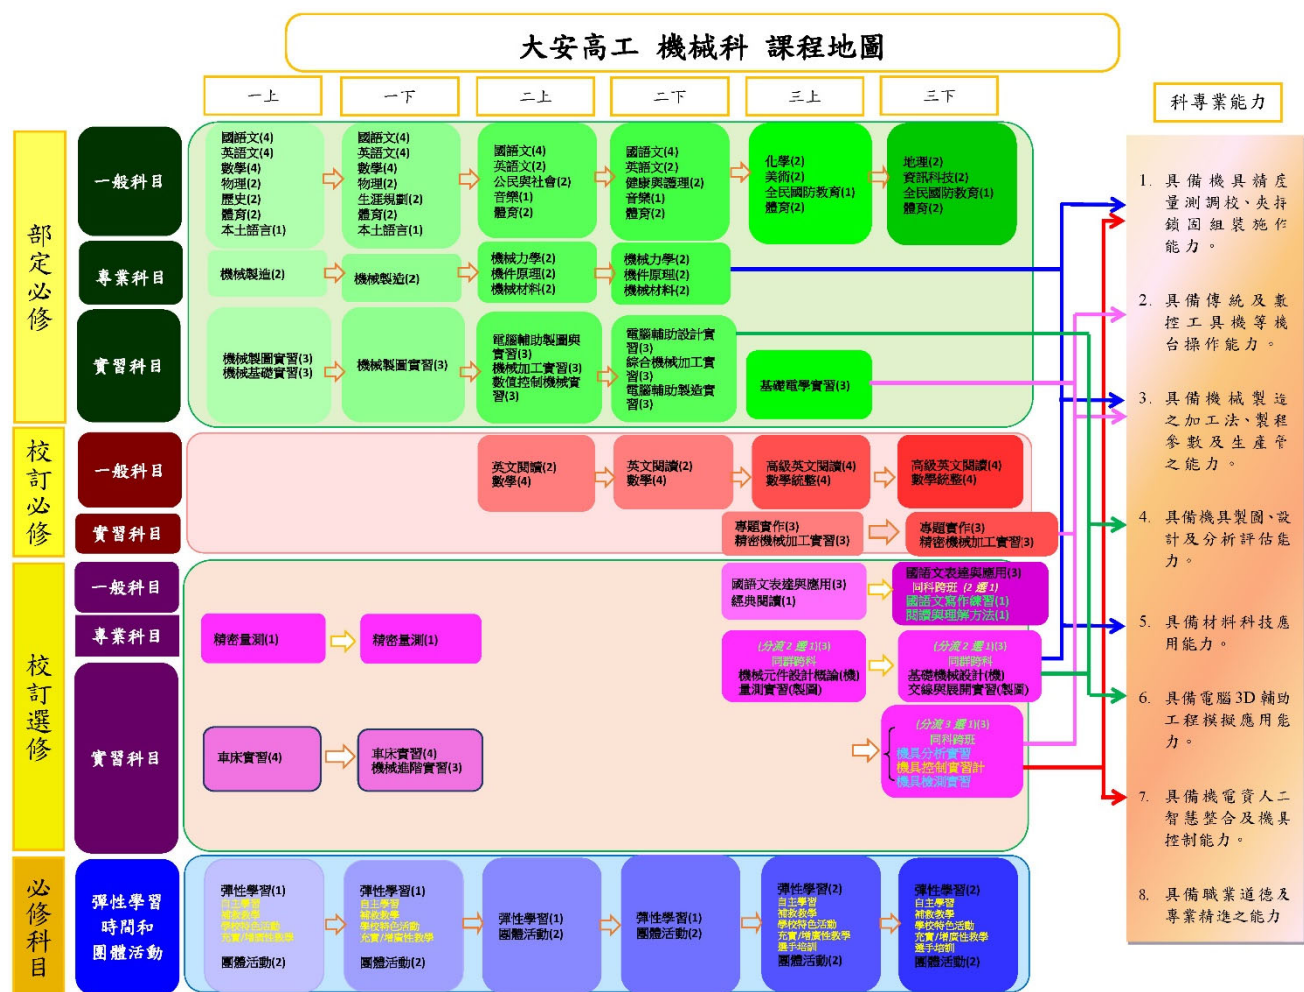 大安高工 機械科 課程地圖
一上
一下
二上
二下
三上
三下
科專業能力
部定必修
一般科目
國語文(4)
英語文(4)
數學(4)
物理(2)
歷史(2)
體育(2)
本土語言(1)
國語文(4)
英語文(4)
數學(4)
物理(2)
生涯規劃(2)
體育(2)
本土語言(1)
國語文(4)
英語文(2)
公民與社會(2)
音樂(1)
體育(2)
國語文(4)
英語文(2)
健康與護理(2)
音樂(1)
體育(2)
化學(2)
美術(2)
全民國防教育(1)
體育(2)
地理(2)
資訊科技(2)
全民國防教育(1)
體育(2)
專業科目
機械製造(2)
機械製造(2)
機械力學(2)
機件原理(2)
機械材料(2)
機械力學(2)
機件原理(2)
機械材料(2)
實習科目
機械製圖實習(3)
機械基礎實習(3)
機械製圖實習(3)
電腦輔助製圖與
實習(3)
機械加工實習(3)
數值控制機械實
習(3)
電腦輔助設計實
習(3)
綜合機械加工實
習(3)
電腦輔助製造實
習(3)
基礎電學實習(3)
校訂必修
一般科目
英文閱讀(2)
數學(4)
英文閱讀(2)
數學(4)
高級英文閱讀(4)
數學統整(4)
高級英文閱讀(4)
數學統整(4)
實習科目
專題實作(3)
精密機械加工實習(3)
專題實作(3)
精密機械加工實習(3)
校訂選修
一般科目
國語文表達與應用(3)
經典閱讀(1)
國語文表達與應用(3)
同科跨班 (2 選 1)
國語文寫作練習(1)
閱讀與理解方法(1)
專業科目
精密量測(1)
精密量測(1)
(分流 2 選 1)(3)
同群跨科
機械元件設計概論(機)
量測實習(製圖)
(分流 2 選 1)(3)
同群跨科
基礎機械設計(機)
交線與展開實習(製圖)
實習科目
車床實習(4)
車床實習(4)
機械進階實習(3)
(分流 3 選 1)(3)
同科跨班
機具分析實習
機具控制實習計
機具檢測實習
必修科目
彈性學習
時間和
團體活動
彈性學習(1)
自主學習
補救教學
學校特色活動
充實/增廣性教學
團體活動(2)
彈性學習(1)
自主學習
補救教學
學校特色活動
充實/增廣性教學
團體活動(2)
彈性學習(1)
團體活動(2)
彈性學習(1)
團體活動(2)
彈性學習(2)
自主學習
補救教學
學校特色活動
充實/增廣性教學
選手培訓
團體活動(2)
彈性學習(2)
自主學習
補救教學
學校特色活動
充實/增廣性教學
選手培訓
團體活動(2)
1. 具備機具精度
量測調校、夾持
鎖固組裝施作
能力。
2. 具備傳統及數
控工具機等機
台操作能力。
3. 具備機械製造
之加工法、製程
參數及生產管
之能力。
4. 具備機具製圖、設
計及分析評估能
力。
5. 具備材料科技應
用能力。
6. 具備電腦 3D 輔助
工程模擬應用能
力。
7. 具備機電資人工
智慧整合及機具
控制能力。
8. 具備職業道德及
專業精進之能力